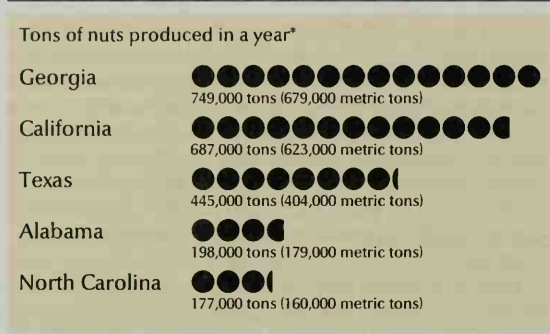 Tons of nuts produced in a year*
Georgia
749,000 tons (679,000 metric tons)
California
687,000 tons (623,000 metric tons)
Texas
445,000 tons (404,000 metric tons)
Alabama
198,000 tons (179,000 metric tons)
North Carolina
177,000 tons (160,000 metric tons)